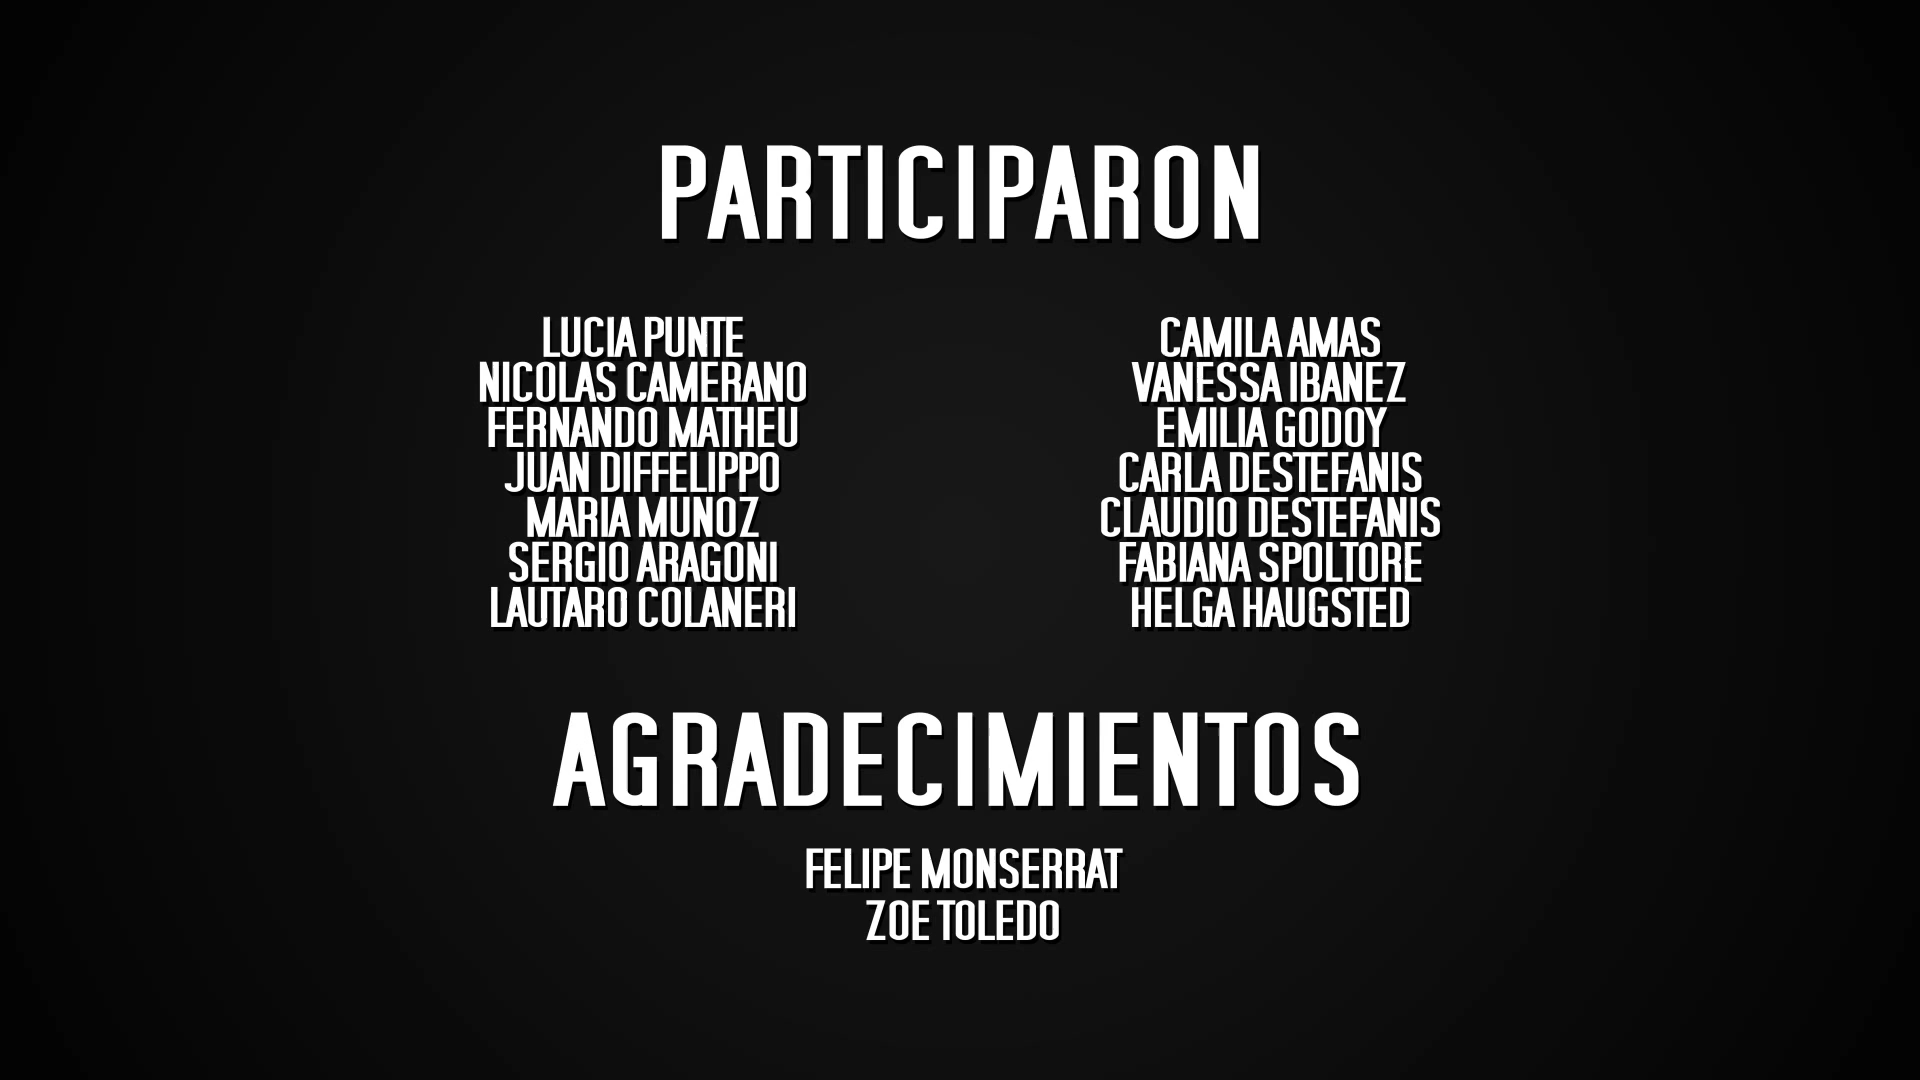 PARTICIPARON
LUCIA PUNTE
NICOLAS CAMERANO
FERNANDO MATHEU
JUAN DIFFELIPPO
MARIA MUNOZ
SERGIO ARAGONI
LAUTARO COLANERI
CAMILA AMAS
VANESSA IBANEZ
EMILIA GODOY
CARLA DESTEFANIS
CLAUDIO DESTEFANIS
FABIANA SPOLTORE
HELGA HAUGSTED
AGRADECIMIENTOS
FELIPE MONSERRAT
ZOE TOLEDO